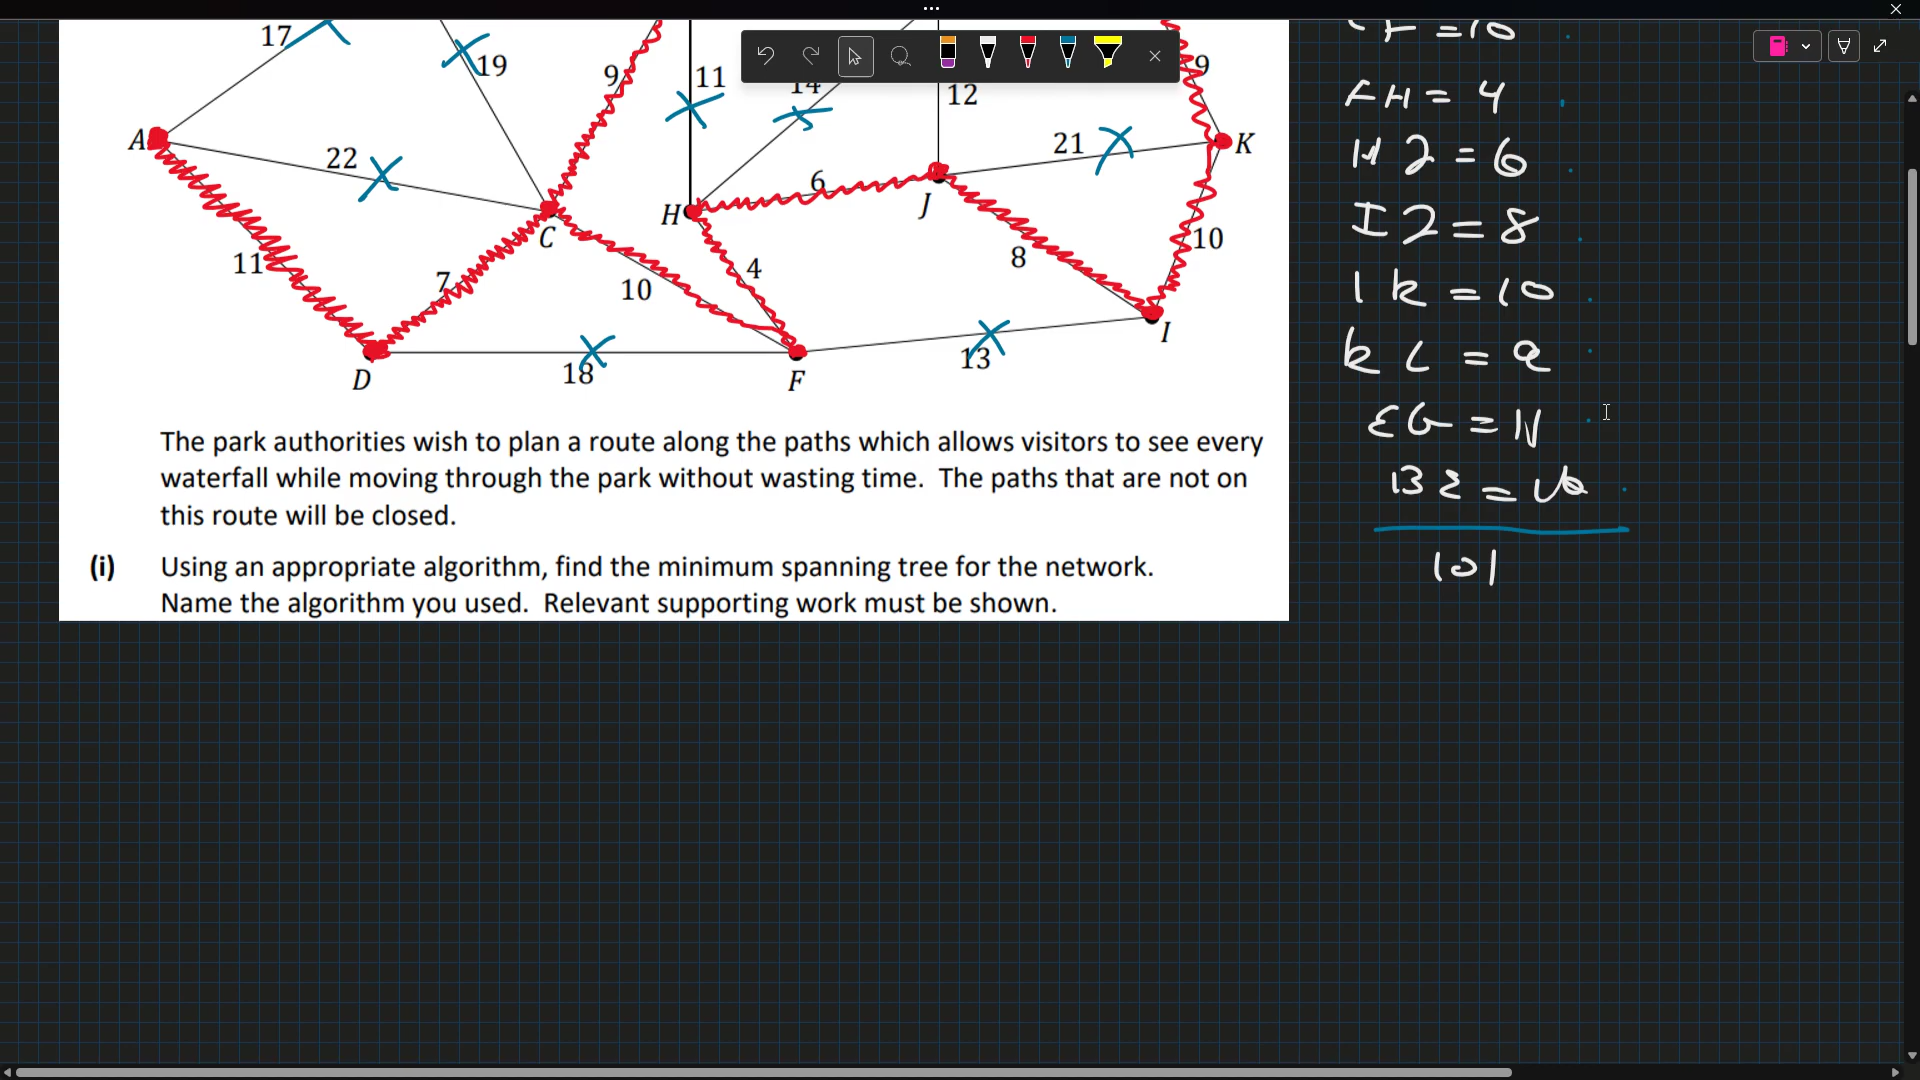 17
19
9
11
14
12
9
A
22
21
K
H
6
J
C
11
7
4
8
10
10
I
18
13
D
F
The park authorities wish to plan a route along the paths which allows visitors to see every
waterfall while moving through the park without wasting time. The paths that are not on
this route will be closed.
(i) Using an appropriate algorithm, find the minimum spanning tree for the network.
Name the algorithm you used. Relevant supporting work must be shown.
F = 10
FH = 4
HJ = 6
IJ = 8
IK = 10
KL = 9
EG = 11
BE =
101